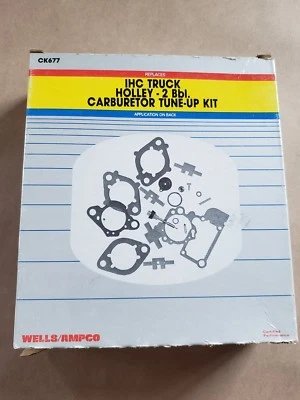 CK677
REPLACES
IHC TRUCK
HOLLEY - 2 Bbl.
CARBURETOR TUNE-UP KIT
APPLICATION ON BACK
WELLS/AMPCO